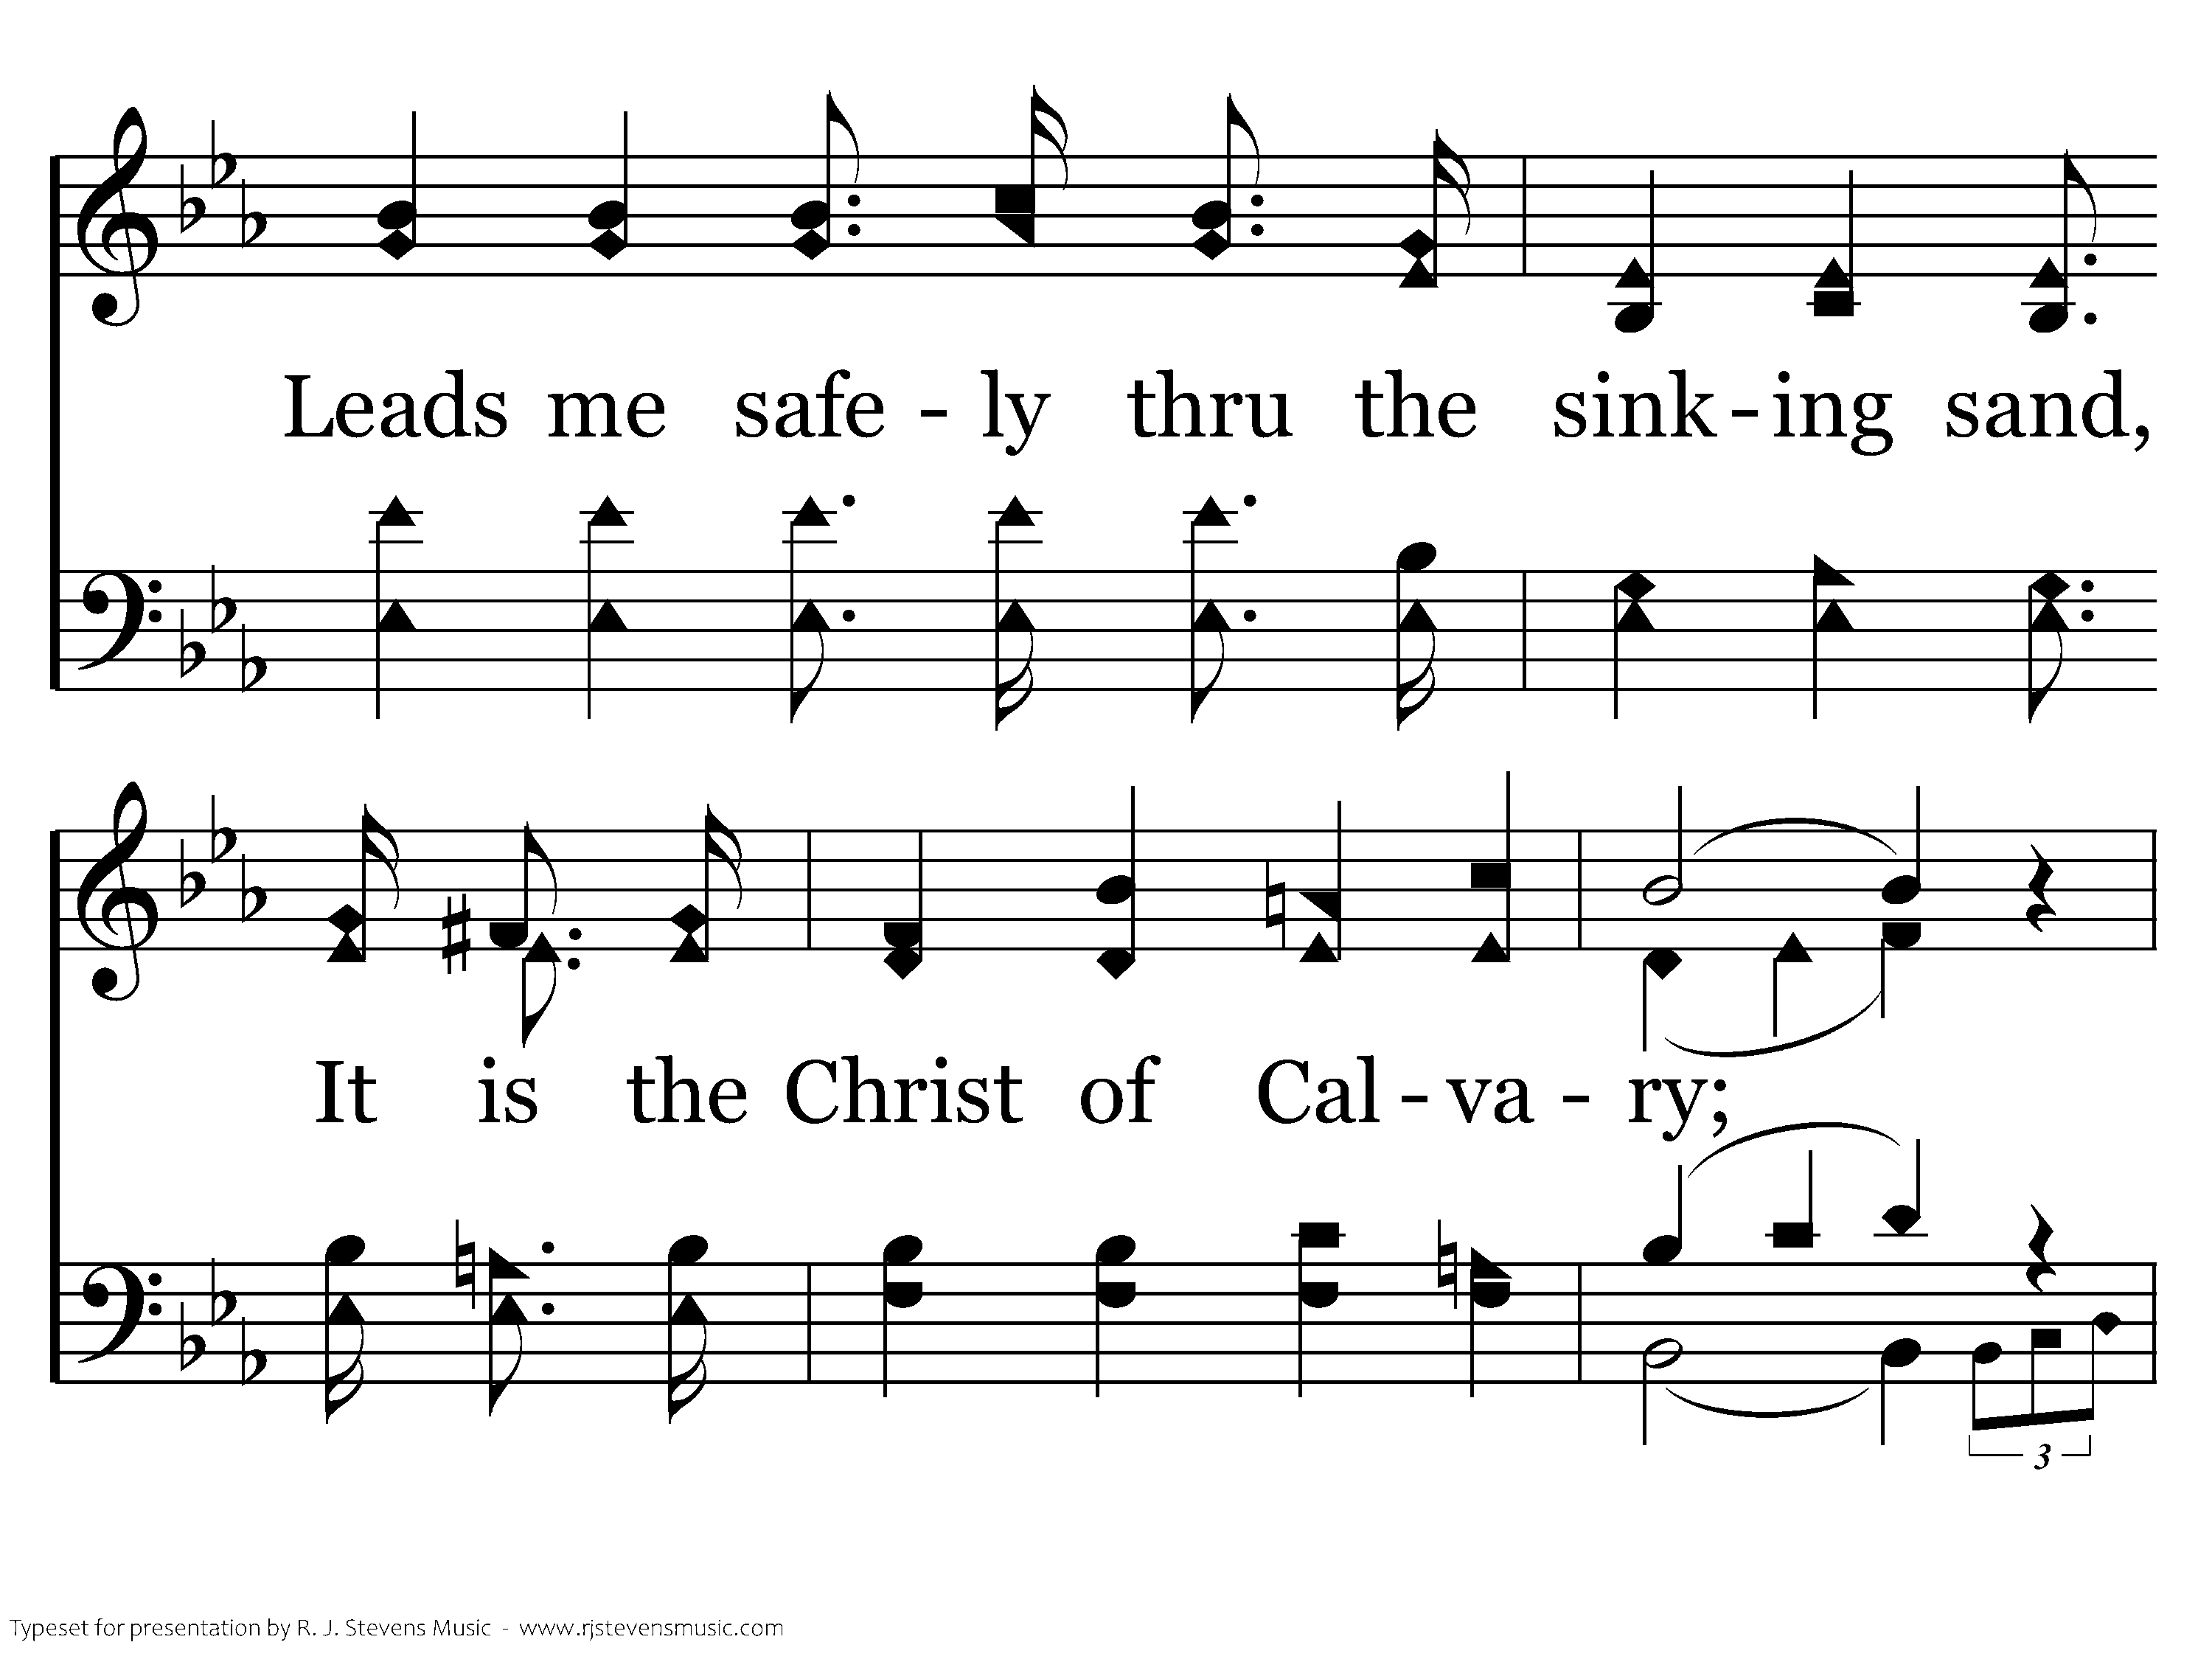 Leads me safe - ly thru the sink - ing sand,
It is the Christ of Cal - va - ry;
3
Typeset for presentation by R. J. Stevens Music - www.rjstevensmusic.com